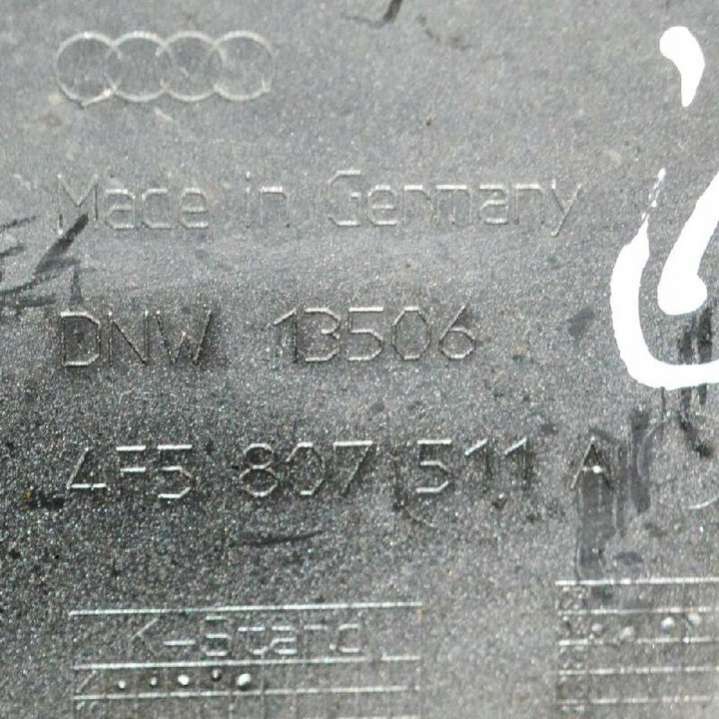 Made in Germany
DNW 13506
4F5 807 511 A
K-Stand